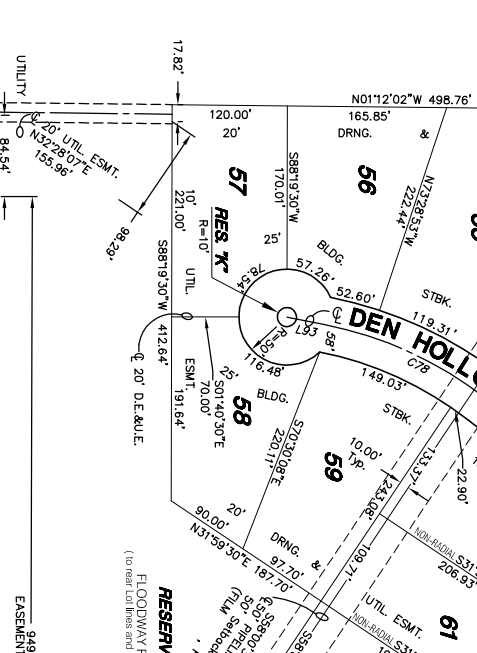 17.82'
UTILITY
℄ 20' UTIL. ESMT.
N32°28'07"E
155.96'
84.54'
98.29'
N01°12'02"W 498.76'
120.00'
20'
165.85'
DRNG.
&
57
56
S88°19'30"W
170.01'
N73°28'53"W
222.44'
10'
221.00'
RES. "K"
R=10'
25'
BLDG.
57.26'
52.60'
STBK.
119.31'
78.54'
UTIL.
S88°19'30"W 412.64'
℄
DEN HOLL
L93
58'
R=50'
C78
116.48'
149.03'
℄ 20' D.E.&U.E.
ESMT.
191.64'
S01°40'30"E
70.00'
25'
58
BLDG.
STBK.
S70°30'08"E
220.11'
59
10.00'
Typ.
133.37'
22.90'
243.08'
109.71'
NON-RADIAL
206.93'
90.00'
20'
N31°59'30"E 187.70'
DRNG.
&
97.70'
UTIL. ESMT.
61
NON-RADIAL
50' PIPEL
50' Setback
(FILM
RESERV
FLOODWAY
( to rear Lot lines and
949
EASEMENT